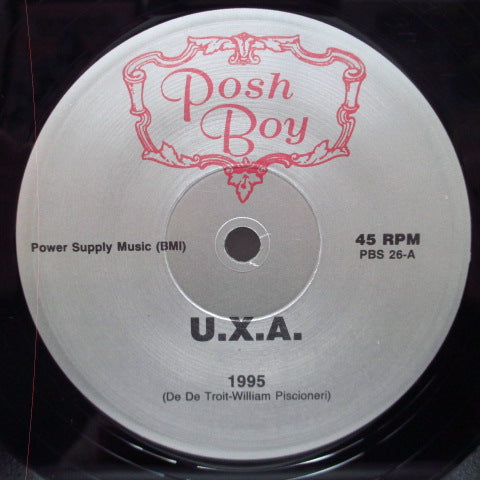 Posh
Boy
Power Supply Music (BMI)
45 RPM
PBS 26-A
U.X.A.
1995
(De De Troit-William Piscioneri)